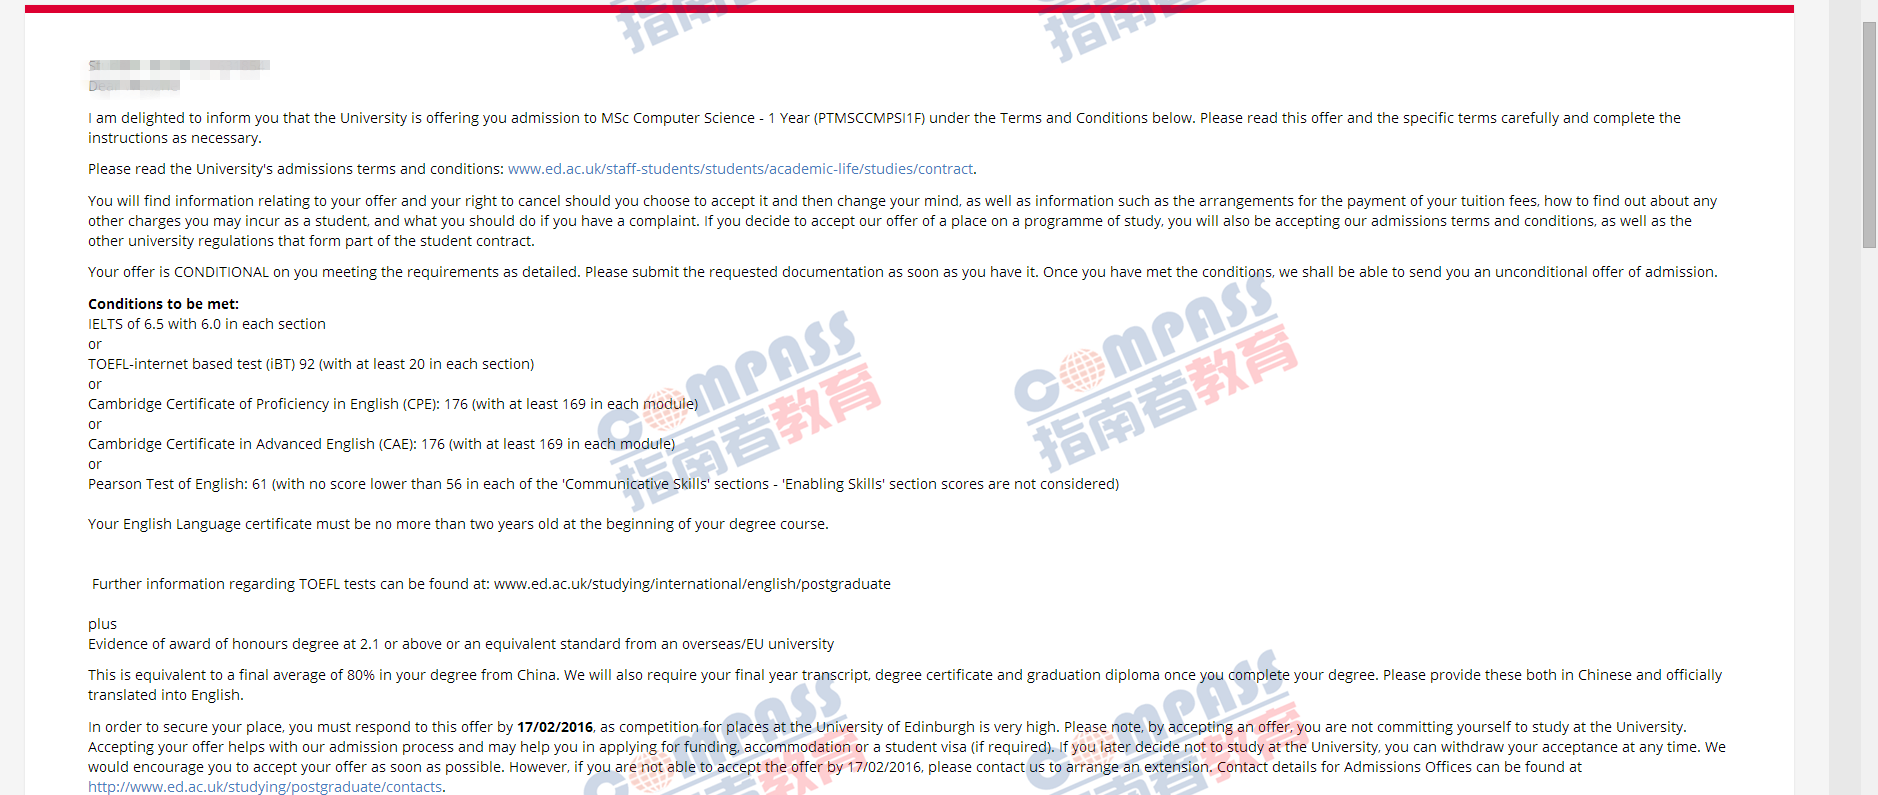 指南者
指南者
I am delighted to inform you that the University is offering you admission to MSc Computer Science - 1 Year (PTMSCCMPSI1F) under the Terms and Conditions below. Please read this offer and the specific terms carefully and complete the
instructions as necessary.
Please read the University's admissions terms and conditions: www.ed.ac.uk/staff-students/students/academic-life/studies/contract.
You will find information relating to your offer and your right to cancel should you choose to accept it and then change your mind, as well as information such as the arrangements for the payment of your tuition fees, how to find out about any
other charges you may incur as a student, and what you should do if you have a complaint. If you decide to accept our offer of a place on a programme of study, you will also be accepting our admissions terms and conditions, as well as the
other university regulations that form part of the student contract.
Your offer is CONDITIONAL on you meeting the requirements as detailed. Please submit the requested documentation as soon as you have it. Once you have met the conditions, we shall be able to send you an unconditional offer of admission.
Conditions to be met:
IELTS of 6.5 with 6.0 in each section
or
TOEFL-internet based test (iBT) 92 (with at least 20 in each section)
or
Cambridge Certificate of Proficiency in English (CPE): 176 (with at least 169 in each module)
or
Cambridge Certificate in Advanced English (CAE): 176 (with at least 169 in each module)
or
Pearson Test of English: 61 (with no score lower than 56 in each of the 'Communicative Skills' sections - 'Enabling Skills' section scores are not considered)
COMPASS
指南者教育
COMPASS
指南者教育
Your English Language certificate must be no more than two years old at the beginning of your degree course.
Further information regarding TOEFL tests can be found at: www.ed.ac.uk/studying/international/english/postgraduate
plus
Evidence of award of honours degree at 2.1 or above or an equivalent standard from an overseas/EU university
This is equivalent to a final average of 80% in your degree from China. We will also require your final year transcript, degree certificate and graduation diploma once you complete your degree. Please provide these both in Chinese and officially
translated into English.
In order to secure your place, you must respond to this offer by 17/02/2016, as competition for places at the University of Edinburgh is very high. Please note, by accepting an offer, you are not committing yourself to study at the University.
Accepting your offer helps with our admission process and may help you in applying for funding, accommodation or a student visa (if required). If you later decide not to study at the University, you can withdraw your acceptance at any time. We
would encourage you to accept your offer as soon as possible. However, if you are not able to accept the offer by 17/02/2016, please contact us to arrange an extension. Contact details for Admissions Offices can be found at
http://www.ed.ac.uk/studying/postgraduate/contacts.
COMPASS
COMPASS